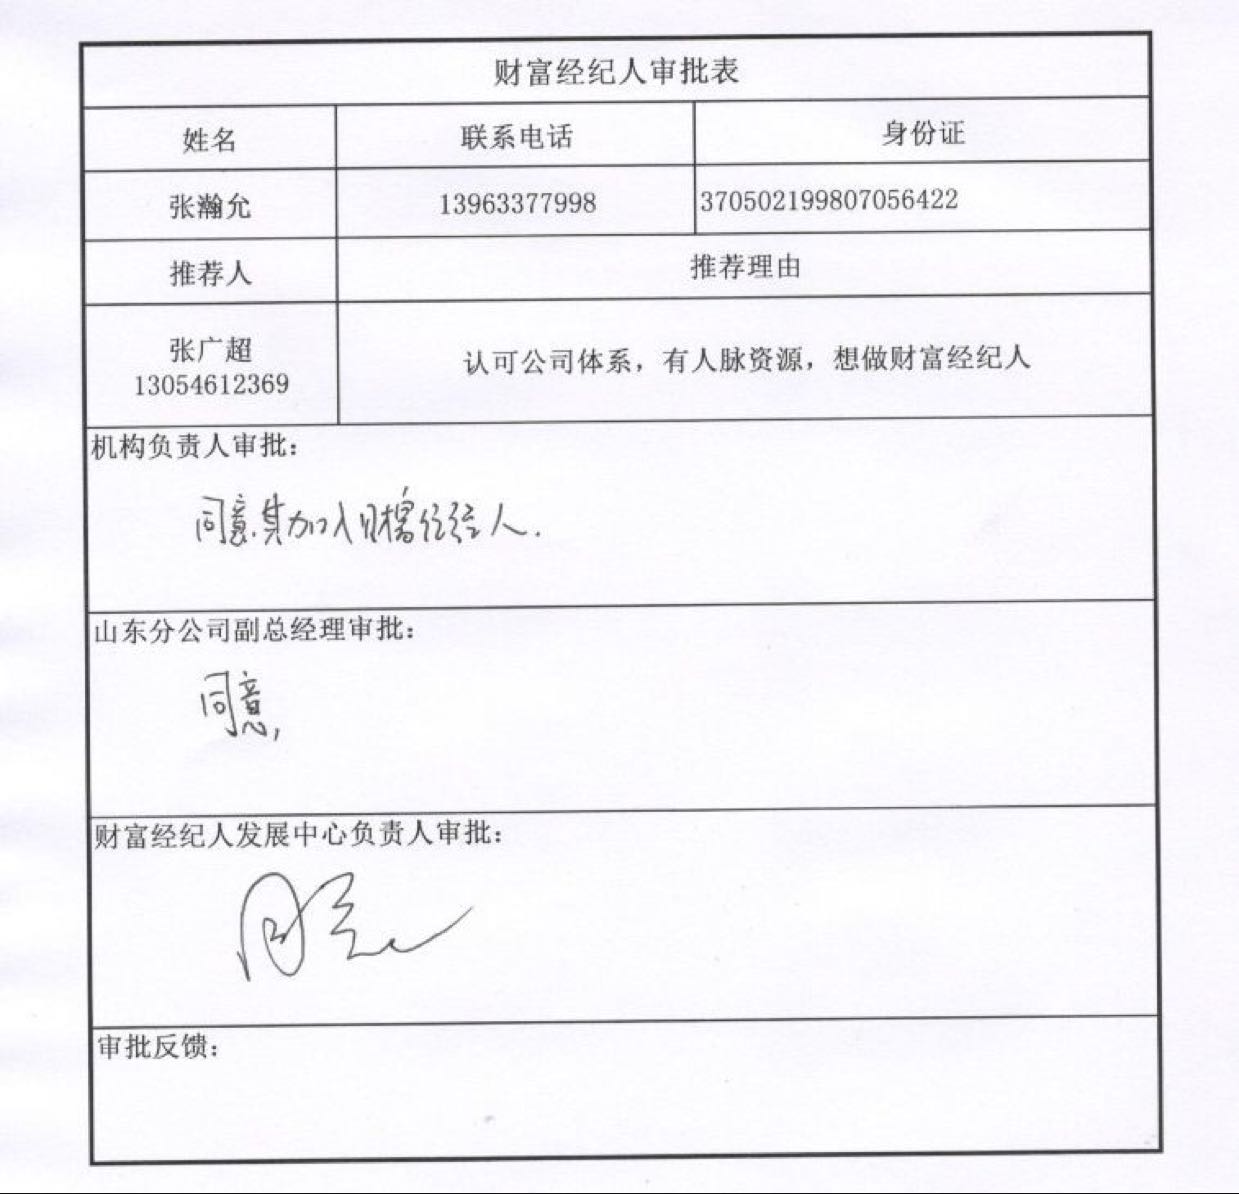 财富经纪人审批表
姓名 联系电话 身份证
张瀚允 13963377998 370502199807056422
推荐人 推荐理由
张广超
13054612369
认可公司体系，有人脉资源，想做财富经纪人
机构负责人审批：
同意其加入财富经纪人.
山东分公司副总经理审批：
同意,
财富经纪人发展中心负责人审批：
同意
审批反馈：